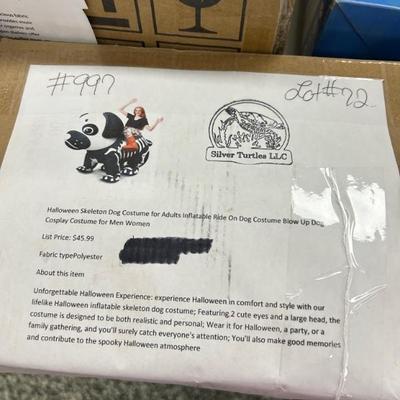 #997
Lot#72
Silver Turtles LLC
Halloween Skeleton Dog Costume for Adults Inflatable Ride On Dog Costume Blow Up Dog
Cosplay Costume for Men Women
List Price: $45.99
Fabric typePolyester
About this item
Unforgettable Halloween Experience: experience Halloween in comfort and style with our
lifelike Halloween inflatable skeleton dog costume; Featuring 2 cute eyes and a large head, the
costume is designed to be both realistic and personal; Wear it for Halloween, a party, or a
family gathering, and you'll surely catch everyone's attention; You'll also make good memories
and contribute to the spooky Halloween atmosphere